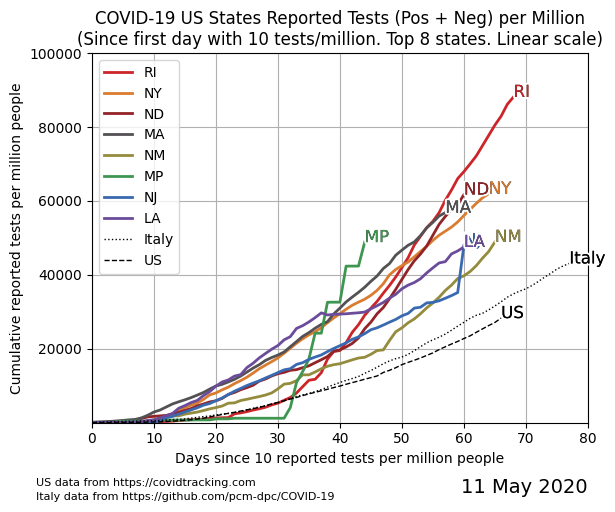 COVID-19 US States Reported Tests (Pos + Neg) per Million
(Since first day with 10 tests/million. Top 8 states. Linear scale)
Cumulative reported tests per million people
100000
80000
60000
40000
20000
RI
NY
ND
MA
NM
MP
NJ
LA
Italy
US
RI
ND
NY
MA
MP
LA
NM
Italy
US
0
10
20
30
40
50
60
70
80
Days since 10 reported tests per million people
US data from https://covidtracking.com
Italy data from https://github.com/pcm-dpc/COVID-19
11 May 2020